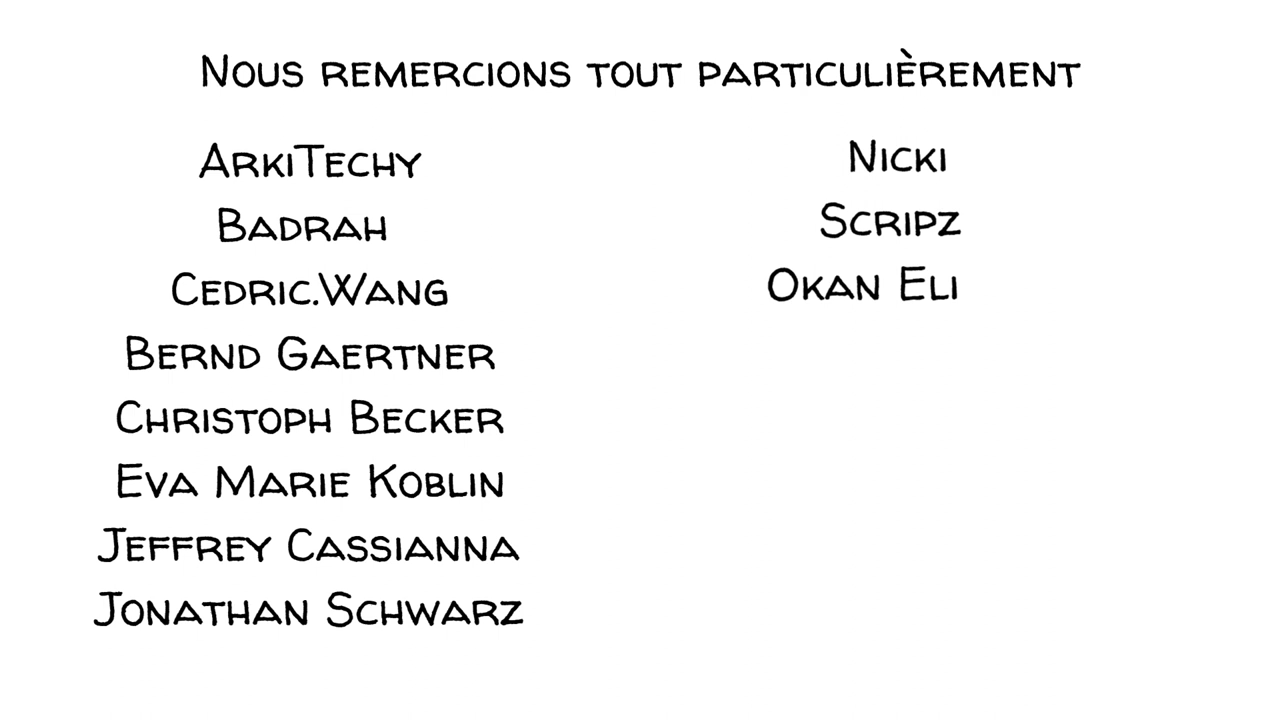 Nous remercions tout particulièrement
ArkiTechy
Badrah
Cedric.Wang
Bernd Gaertner
Christoph Becker
Eva Marie Koblin
Jeffrey Cassianna
Jonathan Schwarz
Nicki
Scripz
Okan Eli